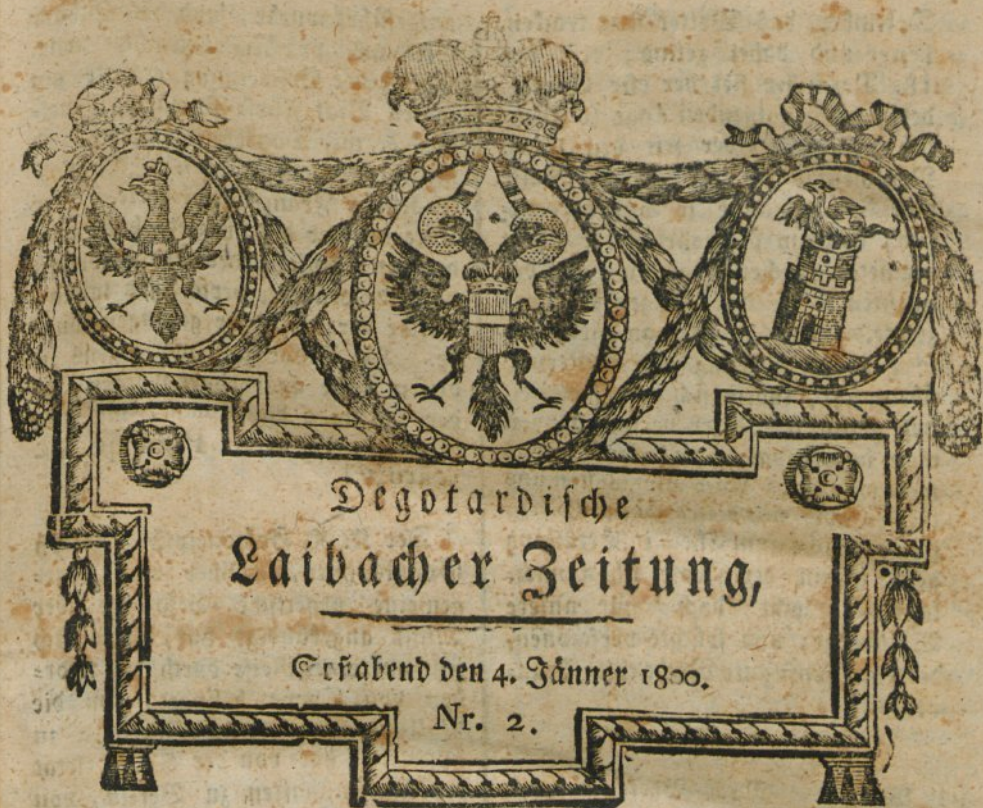 Degotardische
Laibacher Zeitung,
den 4. Jänner 1800.
Nr. 2.